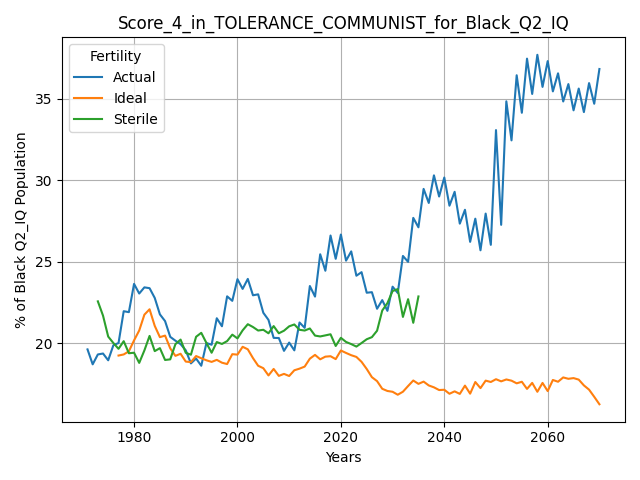 Score_4_in_TOLERANCE_COMMUNIST_for_Black_Q2_IQ
Fertility
Actual
Ideal
Sterile
% of Black Q2_IQ Population
35
30
25
20
1980
2000
2020
2040
2060
Years